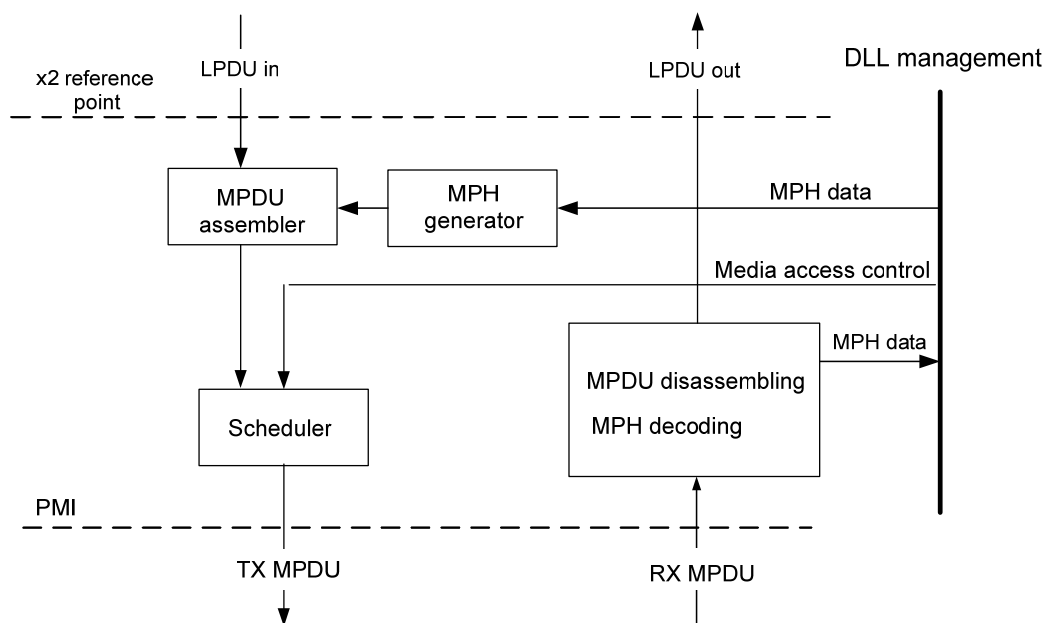 LPDU in
LPDU out
DLL management
x2 reference
point
MPDU
assembler
MPH
generator
MPH data
Media access control
MPH data
MPDU disassembling
MPH decoding
Scheduler
PMI
TX MPDU
RX MPDU